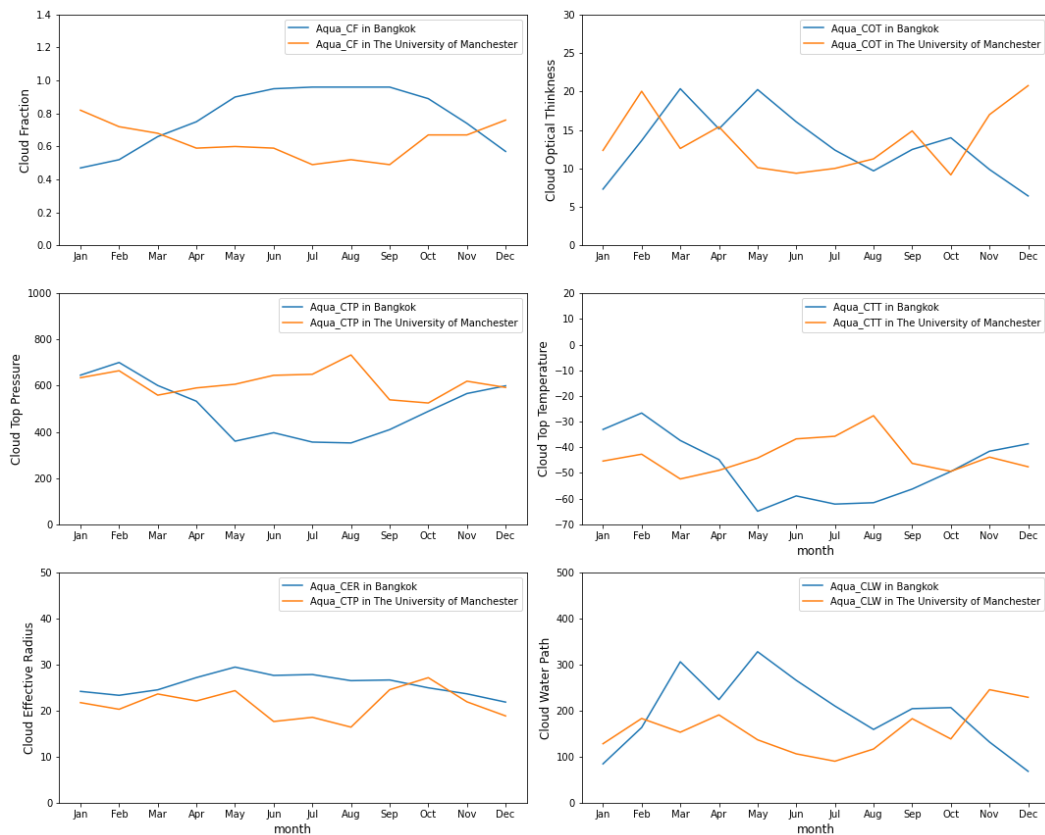 Aqua_CF in Bangkok
Aqua_CF in The University of Manchester
Cloud Fraction
1.4
1.2
1.0
0.8
0.6
0.4
0.2
0.0
Jan Feb Mar Apr May Jun Jul Aug Sep Oct Nov Dec
Aqua_COT in Bangkok
Aqua_COT in The University of Manchester
Cloud Optical Thinkness
30
25
20
15
10
5
0
Jan Feb Mar Apr May Jun Jul Aug Sep Oct Nov Dec
Aqua_CTP in Bangkok
Aqua_CTP in The University of Manchester
Cloud Top Pressure
1000
800
600
400
200
0
Jan Feb Mar Apr May Jun Jul Aug Sep Oct Nov Dec
Aqua_CTT in Bangkok
Aqua_CTT in The University of Manchester
Cloud Top Temperature
20
10
0
−10
−20
−30
−40
−50
−60
−70
Jan Feb Mar Apr May Jun Jul Aug Sep Oct Nov Dec
month
Aqua_CER in Bangkok
Aqua_CTP in The University of Manchester
Cloud Effective Radius
50
40
30
20
10
0
Jan Feb Mar Apr May Jun Jul Aug Sep Oct Nov Dec
month
Aqua_CLW in Bangkok
Aqua_CLW in The University of Manchester
Cloud Water Path
500
400
300
200
100
0
Jan Feb Mar Apr May Jun Jul Aug Sep Oct Nov Dec
month